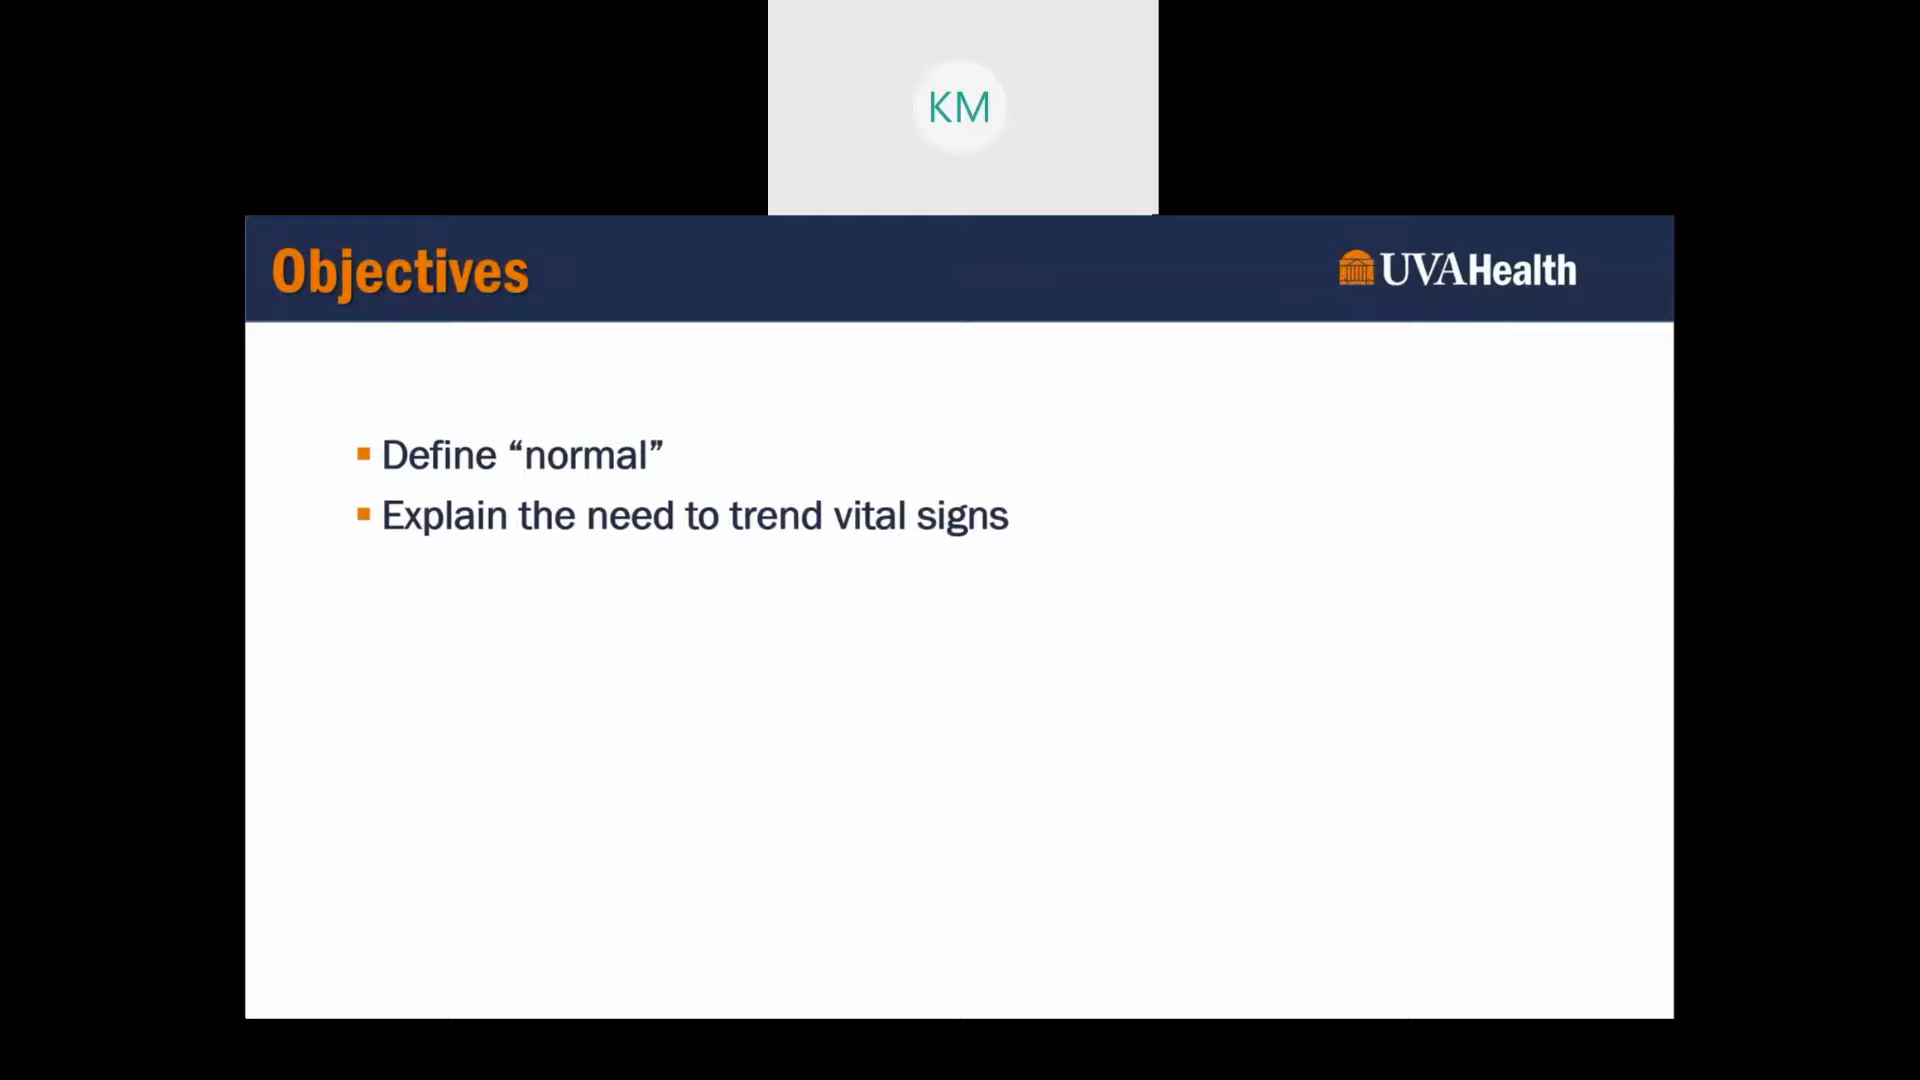 KM
Objectives
UVAHealth
Define “normal”
Explain the need to trend vital signs